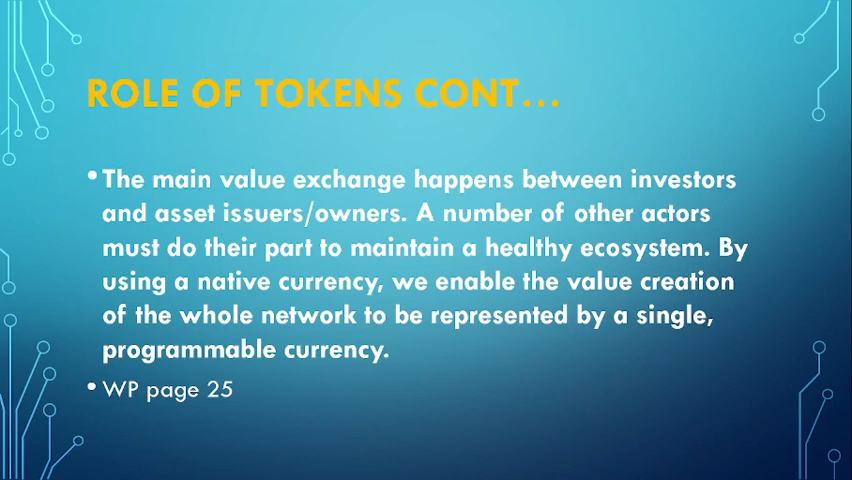 ROLE OF TOKENS CONT...
• The main value exchange happens between investors
and asset issuers/owners. A number of other actors
must do their part to maintain a healthy ecosystem. By
using a native currency, we enable the value creation
of the whole network to be represented by a single,
programmable currency.
• WP page 25